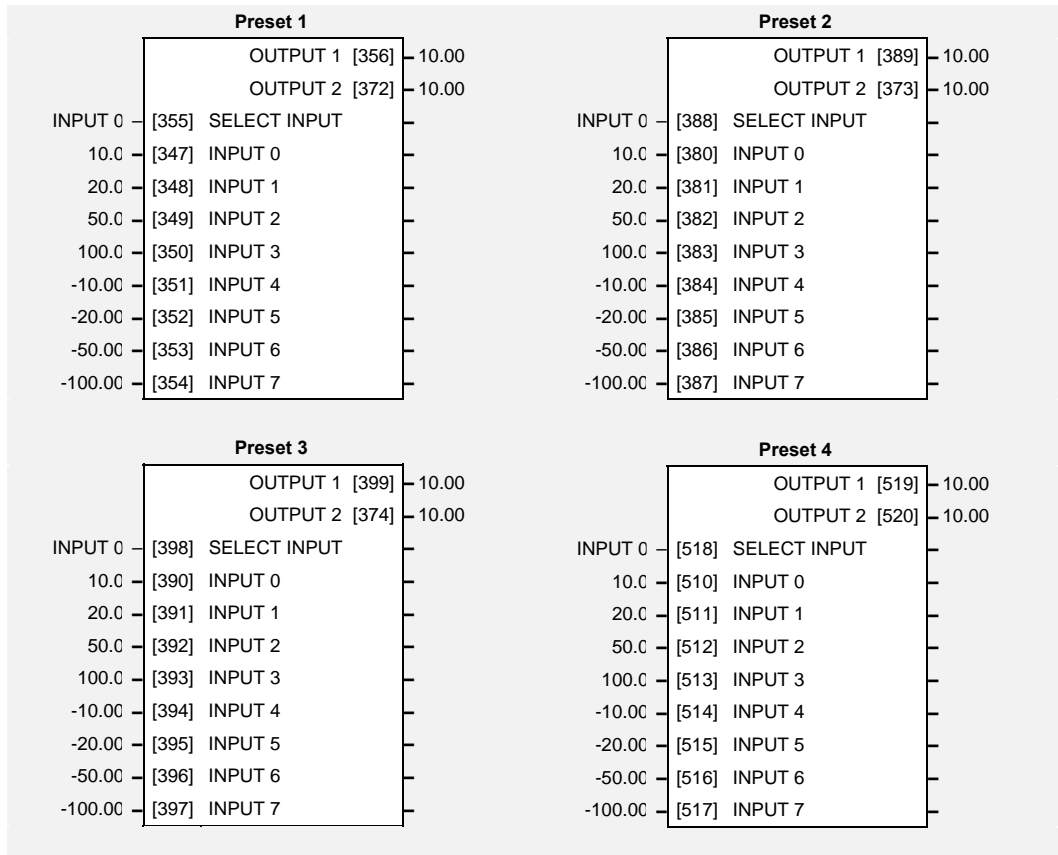 Preset 1
OUTPUT 1 [356] 10.00
OUTPUT 2 [372] 10.00
INPUT 0 [355] SELECT INPUT
10.0 [347] INPUT 0
20.0 [348] INPUT 1
50.0 [349] INPUT 2
100.0 [350] INPUT 3
-10.00 [351] INPUT 4
-20.00 [352] INPUT 5
-50.00 [353] INPUT 6
-100.00 [354] INPUT 7
Preset 2
OUTPUT 1 [389] 10.00
OUTPUT 2 [373] 10.00
INPUT 0 [388] SELECT INPUT
10.0 [380] INPUT 0
20.0 [381] INPUT 1
50.0 [382] INPUT 2
100.0 [383] INPUT 3
-10.00 [384] INPUT 4
-20.00 [385] INPUT 5
-50.00 [386] INPUT 6
-100.00 [387] INPUT 7
Preset 3
OUTPUT 1 [399] 10.00
OUTPUT 2 [374] 10.00
INPUT 0 [398] SELECT INPUT
10.0 [390] INPUT 0
20.0 [391] INPUT 1
50.0 [392] INPUT 2
100.0 [393] INPUT 3
-10.00 [394] INPUT 4
-20.00 [395] INPUT 5
-50.00 [396] INPUT 6
-100.00 [397] INPUT 7
Preset 4
OUTPUT 1 [519] 10.00
OUTPUT 2 [520] 10.00
INPUT 0 [518] SELECT INPUT
10.0 [510] INPUT 0
20.0 [511] INPUT 1
50.0 [512] INPUT 2
100.0 [513] INPUT 3
-10.00 [514] INPUT 4
-20.00 [515] INPUT 5
-50.00 [516] INPUT 6
-100.00 [517] INPUT 7